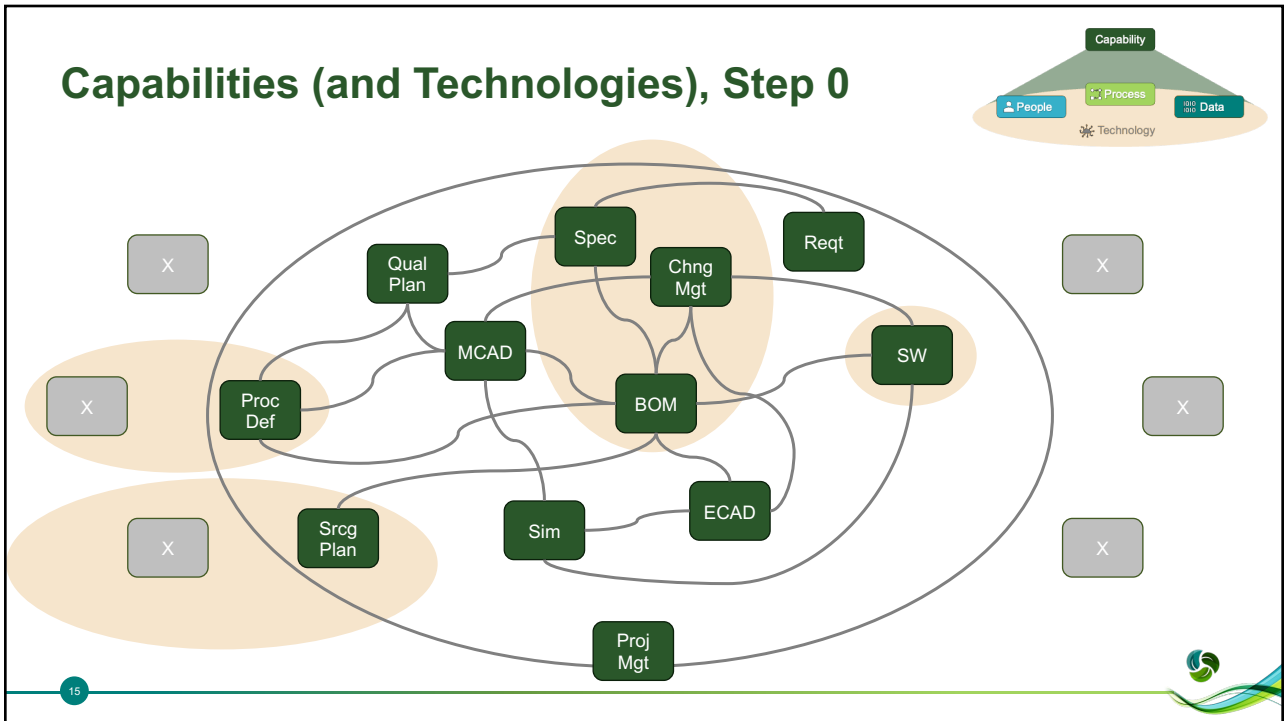 Capabilities (and Technologies), Step 0
Capability
People
Process
Data
Technology
Spec
Reqt
X
Qual
Plan
Chng
Mgt
X
MCAD
SW
X
Proc
Def
BOM
X
X
Srcg
Plan
Sim
ECAD
X
Proj
Mgt
15